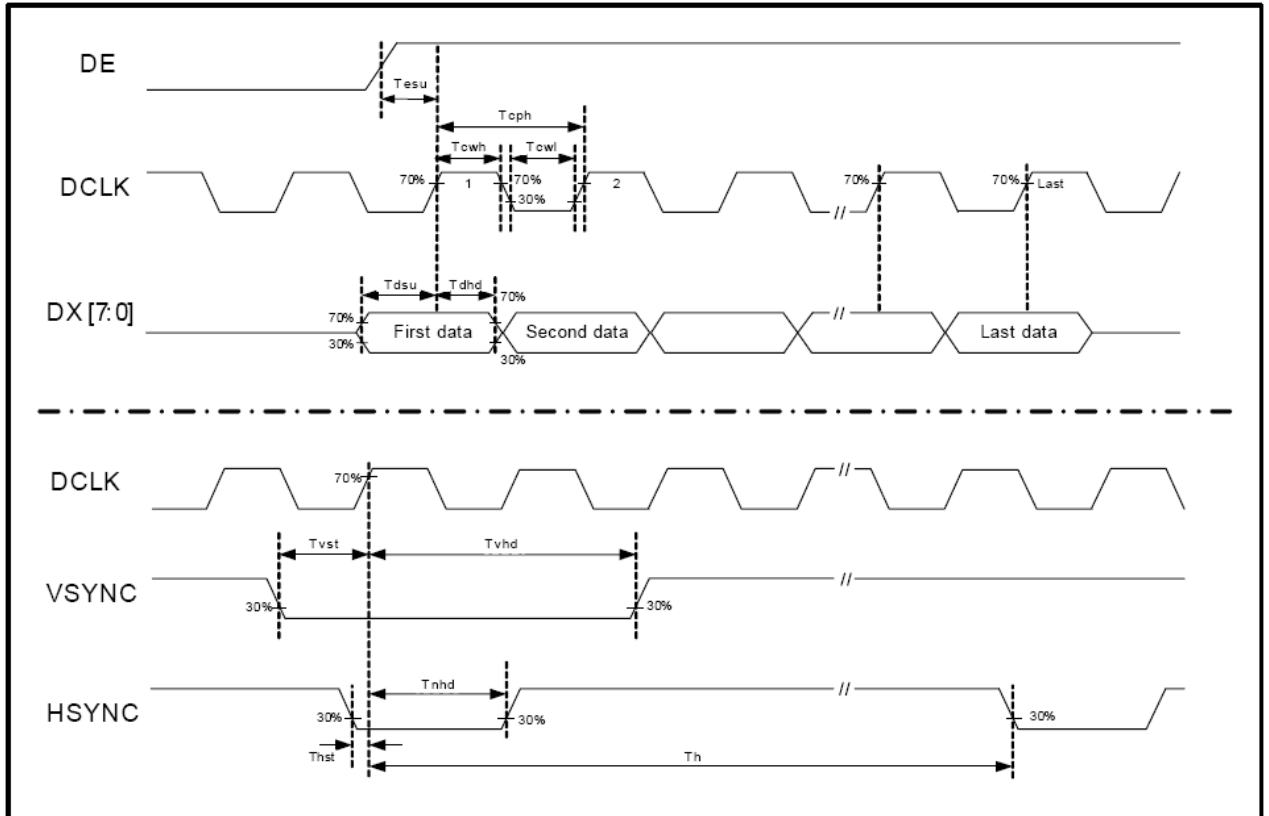 DE
Tesu
Tcph
Tcwh Tcwl
DCLK 70% 1 70% 2 70% 70% Last
30%
Tdsu Tdhd
70%
DX [7:0] 70% First data Second data // Last data
30%
30%
DCLK 70% //
Tvst Tvhd
VSYNC //
30% 30%
Tnhd //
HSYNC 30% 30% 30%
Thst Th